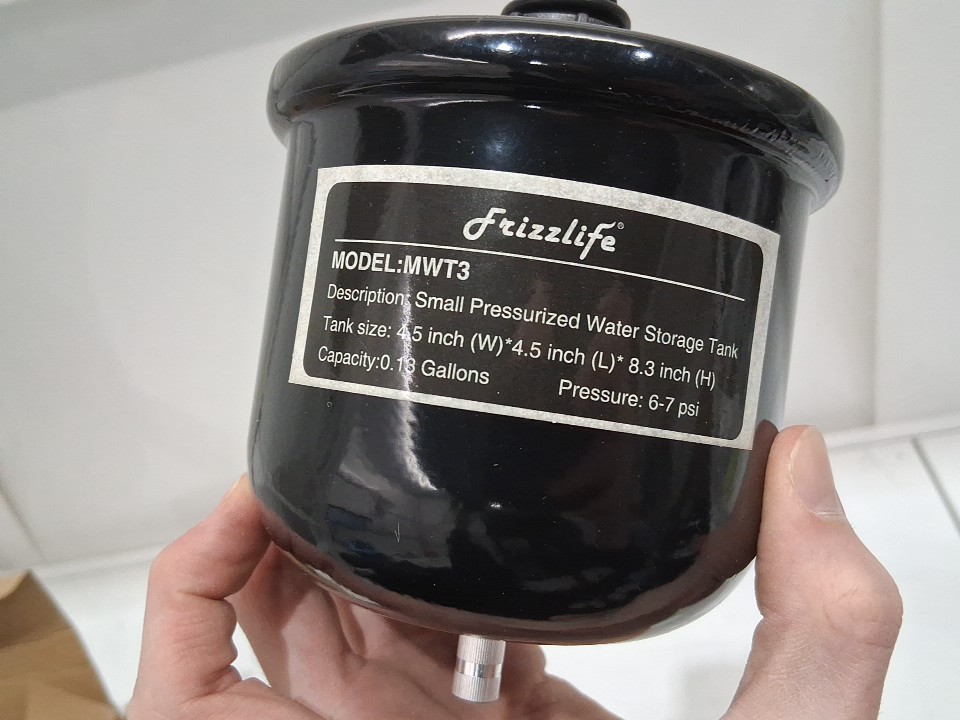 Frizzlife®
MODEL:MWT3
Description: Small Pressurized Water Storage Tank
Tank size: 4.5 inch (W)*4.5 inch (L)* 8.3 inch (H)
Capacity:0.13 Gallons Pressure: 6-7 psi